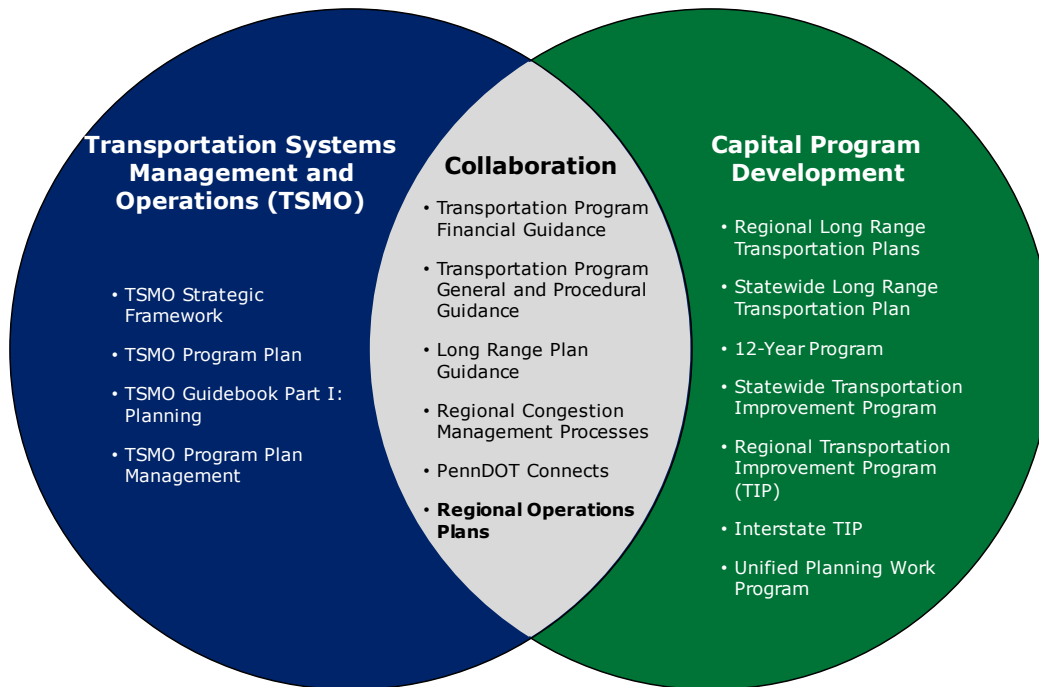 Transportation Systems
Management and
Operations (TSMO)
• TSMO Strategic
Framework
• TSMO Program Plan
• TSMO Guidebook Part I:
Planning
• TSMO Program Plan
Management
Collaboration
• Transportation Program
Financial Guidance
• Transportation Program
General and Procedural
Guidance
• Long Range Plan
Guidance
• Regional Congestion
Management Processes
• PennDOT Connects
• Regional Operations
Plans
Capital Program
Development
• Regional Long Range
Transportation Plans
• Statewide Long Range
Transportation Plan
• 12-Year Program
• Statewide Transportation
Improvement Program
• Regional Transportation
Improvement Program
(TIP)
• Interstate TIP
• Unified Planning Work
Program